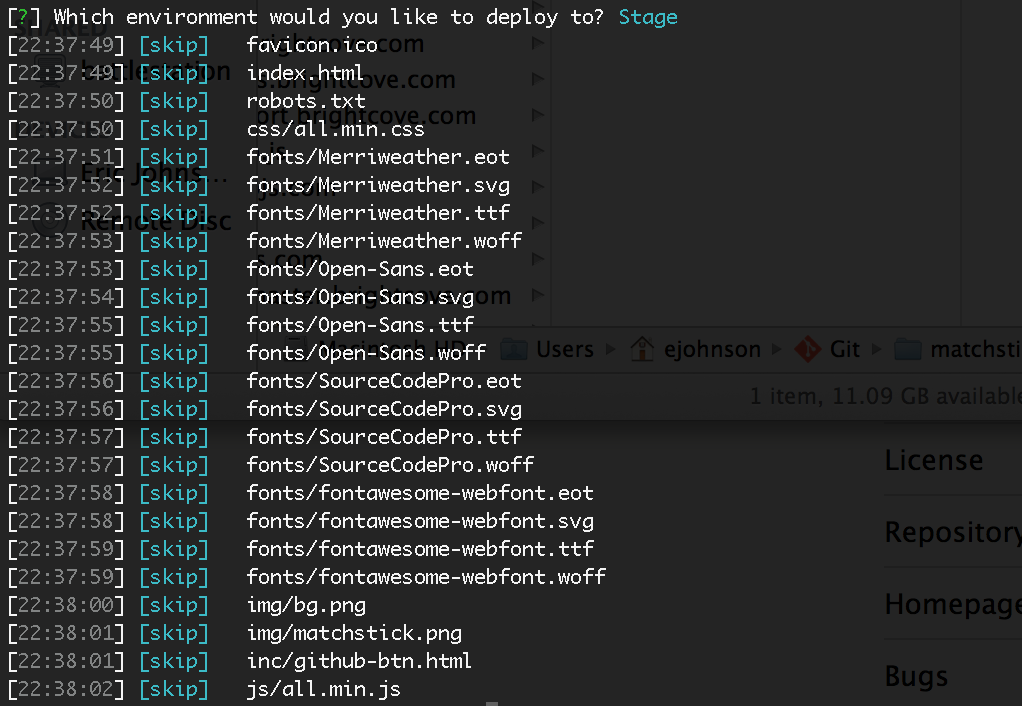 [?] Which environment would you like to deploy to? Stage
[22:37:49] [skip] favicon.ico
[22:37:49] [skip] index.html
[22:37:50] [skip] robots.txt
[22:37:50] [skip] css/all.min.css
[22:37:51] [skip] fonts/Merriweather.eot
[22:37:52] [skip] fonts/Merriweather.svg
[22:37:52] [skip] fonts/Merriweather.ttf
[22:37:53] [skip] fonts/Merriweather.woff
[22:37:53] [skip] fonts/Open-Sans.eot
[22:37:54] [skip] fonts/Open-Sans.svg
[22:37:55] [skip] fonts/Open-Sans.ttf
[22:37:55] [skip] fonts/Open-Sans.woff
[22:37:56] [skip] fonts/SourceCodePro.eot
[22:37:56] [skip] fonts/SourceCodePro.svg
[22:37:57] [skip] fonts/SourceCodePro.ttf
[22:37:57] [skip] fonts/SourceCodePro.woff
[22:37:58] [skip] fonts/fontawesome-webfont.eot
[22:37:58] [skip] fonts/fontawesome-webfont.svg
[22:37:59] [skip] fonts/fontawesome-webfont.ttf
[22:37:59] [skip] fonts/fontawesome-webfont.woff
[22:38:00] [skip] img/bg.png
[22:38:01] [skip] img/matchstick.png
[22:38:01] [skip] inc/github-btn.html
[22:38:02] [skip] js/all.min.js
SHARED
Eric Johns...
Remote Disc
Macintosh HD
Users
ejohnson
Git
matchsti
1 item, 11.09 GB available
License
Repository
Homepage
Bugs